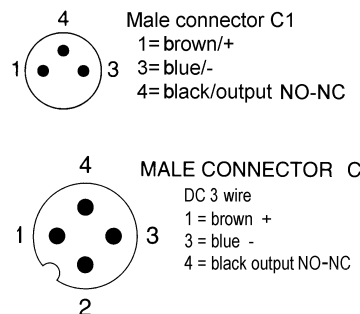 4
Male connector C1
1= brown/+
1 3
3= blue/-
4= black/output NO-NC
4
MALE CONNECTOR C
DC 3 wire
1 = brown +
1 3
3 = blue -
4 = black output NO-NC
2